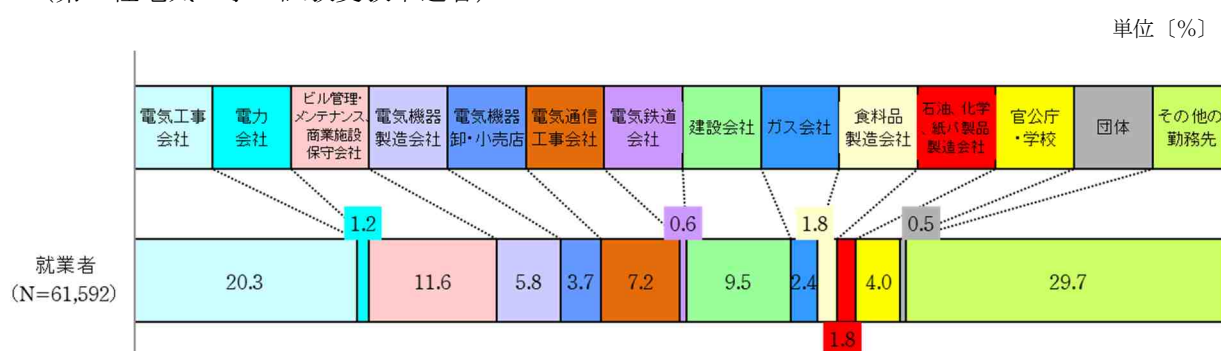 単位〔%〕
電気工事
会社
電力
会社
ビル管理・
メンテナンス、
商業施設
保守会社
電気機器
製造会社
電気機器
卸・小売店
電気通信
工事会社
電気鉄道
会社
建設会社
ガス会社
食料品
製造会社
石油、化学
、紙パ製品
製造会社
官公庁
・学校
団体
その他の
勤務先
1.2
0.6
1.8
0.5
就業者
(N=61,592)
20.3
11.6
5.8
3.7
7.2
9.5
2.4
4.0
29.7
1.8